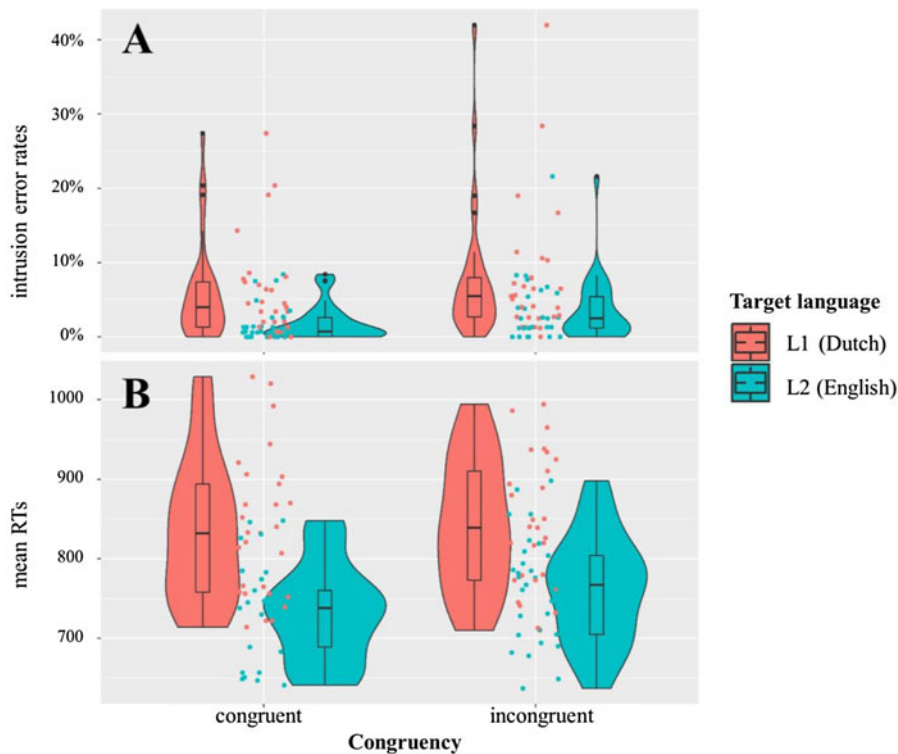 A
40%
30%
20%
10%
0%
intrusion error rates
B
1000
900
800
700
mean RTs
congruent
incongruent
Congruency
Target language
L1 (Dutch)
L2 (English)